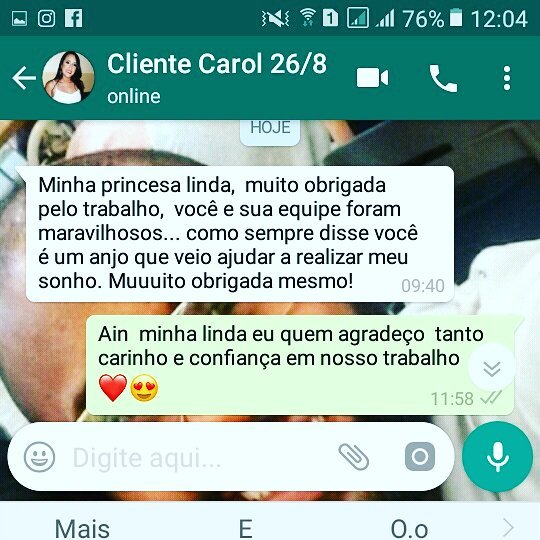 76% 12:04
Cliente Carol 26/8
online
HOJE
Minha princesa linda, muito obrigada
pelo trabalho, você e sua equipe foram
maravilhosos... como sempre disse você
é um anjo que veio ajudar a realizar meu
sonho. Muuuito obrigada mesmo!
09:40
Ain minha linda eu quem agradeço tanto
carinho e confiança em nosso trabalho
❤️😍
11:58
Digite aqui...
Mais E O.o